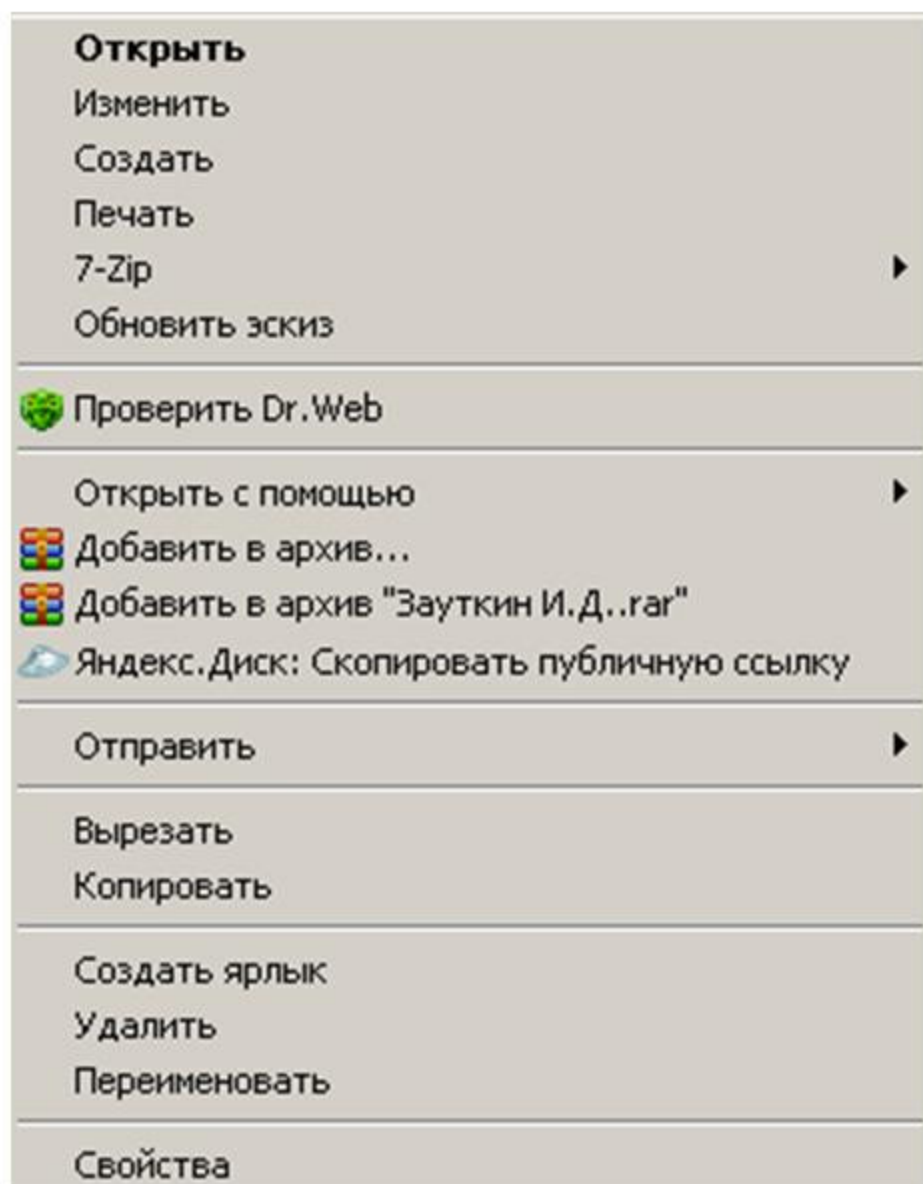 Открыть
Изменить
Создать
Печать
7-Zip
Обновить эскиз
Проверить Dr.Web
Открыть с помощью
Добавить в архив...
Добавить в архив "Зауткин И.Д..rar"
Яндекс.Диск: Скопировать публичную ссылку
Отправить
Вырезать
Копировать
Создать ярлык
Удалить
Переименовать
Свойства